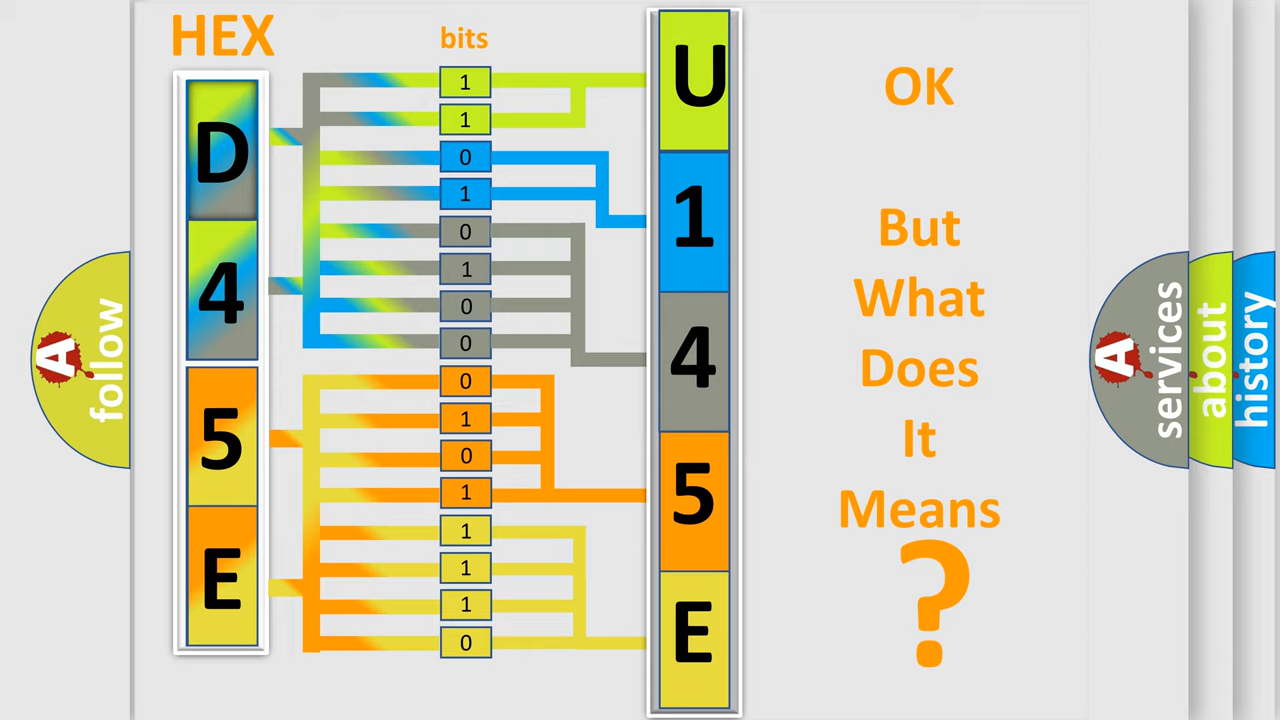 HEX
bits
D
4
5
E
1
1
0
1
0
1
0
0
0
1
0
1
1
1
1
0
U
1
4
5
E
OK
But
What
Does
It
Means
?
A
follow
A
services
about
history